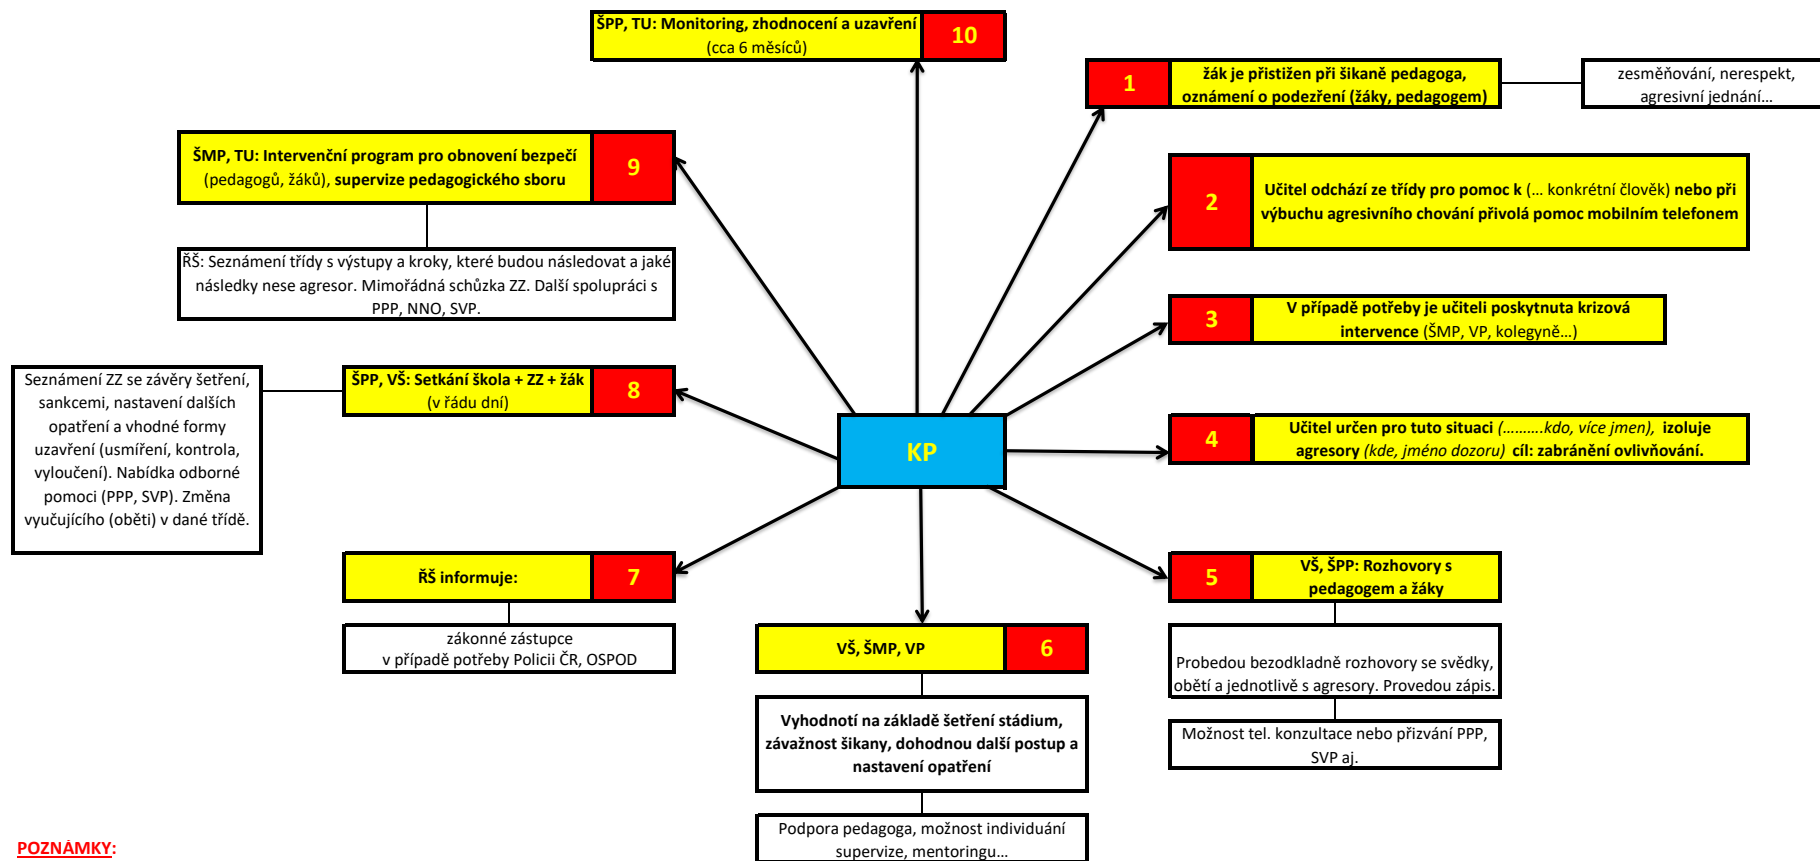 ŠPP, TU: Monitoring, zhodnocení a uzavření
(cca 6 měsíců)
10
1
žák je přistižen při šikaně pedagoga,
oznámení o podezření (žáky, pedagogem)
zesměňování, nerespekt,
agresivní jednání…
ŠMP, TU: Intervenční program pro obnovení bezpečí
(pedagogů, žáků), supervize pedagogického sboru
9
2
Učitel odchází ze třídy pro pomoc k (… konkrétní člověk) nebo při
výbuchu agresivního chování přivolá pomoc mobilním telefonem
ŘŠ: Seznámení třídy s výstupy a kroky, které budou následovat a jaké
následky nese agresor. Mimořádná schůzka ZZ. Další spolupráci s
PPP, NNO, SVP.
3
V případě potřeby je učiteli poskytnuta krizová
intervence (ŠMP, VP, kolegyně…)
Seznámení ZZ se závěry šetření,
sankcemi, nastavení dalších
opatření a vhodné formy
uzavření (usmíření, kontrola,
vyloučení). Nabídka odborné
pomoci (PPP, SVP). Změna
vyučujícího (oběti) v dané třídě.
ŠPP, VŠ: Setkání škola + ZZ + žák
(v řádu dní)
8
KP
4
Učitel určen pro tuto situaci (……….kdo, více jmen), izoluje
agresory (kde, jméno dozoru) cíl: zabránění ovlivňování.
ŘŠ informuje:
7
zákonné zástupce
v případě potřeby Policii ČR, OSPOD
5
VŠ, ŠPP: Rozhovory s
pedagogem a žáky
VŠ, ŠMP, VP
6
Probedou bezodkladně rozhovory se svědky,
obětí a jednotlivě s agresory. Provedou zápis.
Vyhodnotí na základě šetření stádium,
závažnost šikany, dohodnou další postup a
nastavení opatření
Možnost tel. konzultace nebo přizvání PPP,
SVP aj.
Podpora pedagoga, možnost individuání
supervize, mentoringu…
POZNÁMKY: